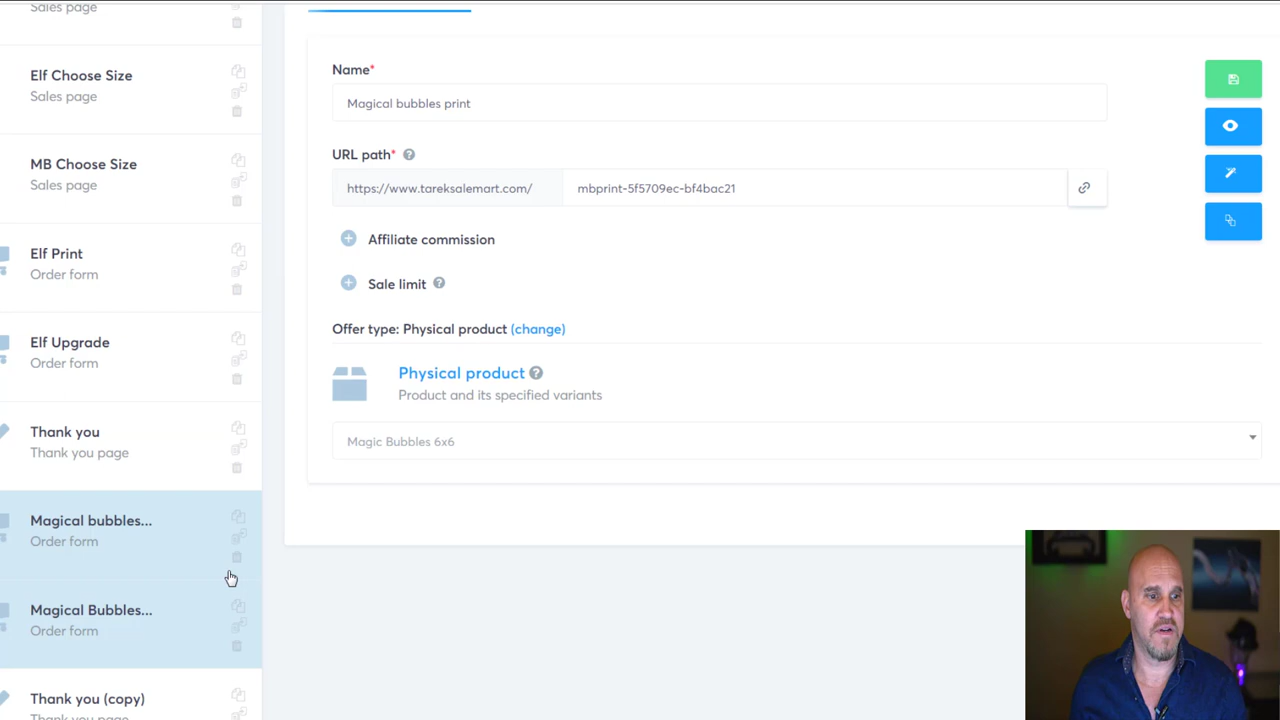 Sales page
Elf Choose Size
Sales page
MB Choose Size
Sales page
Elf Print
Order form
Elf Upgrade
Order form
Thank you
Thank you page
Magical bubbles...
Order form
Magical Bubbles...
Order form
Thank you (copy)
Thank you page
Name*
Magical bubbles print
URL path* ?
https://www.tareksalemart.com/ mbprint-5f5709ec-bf4bac21
Affiliate commission
Sale limit ?
Offer type: Physical product (change)
Physical product ?
Product and its specified variants
Magic Bubbles 6x6